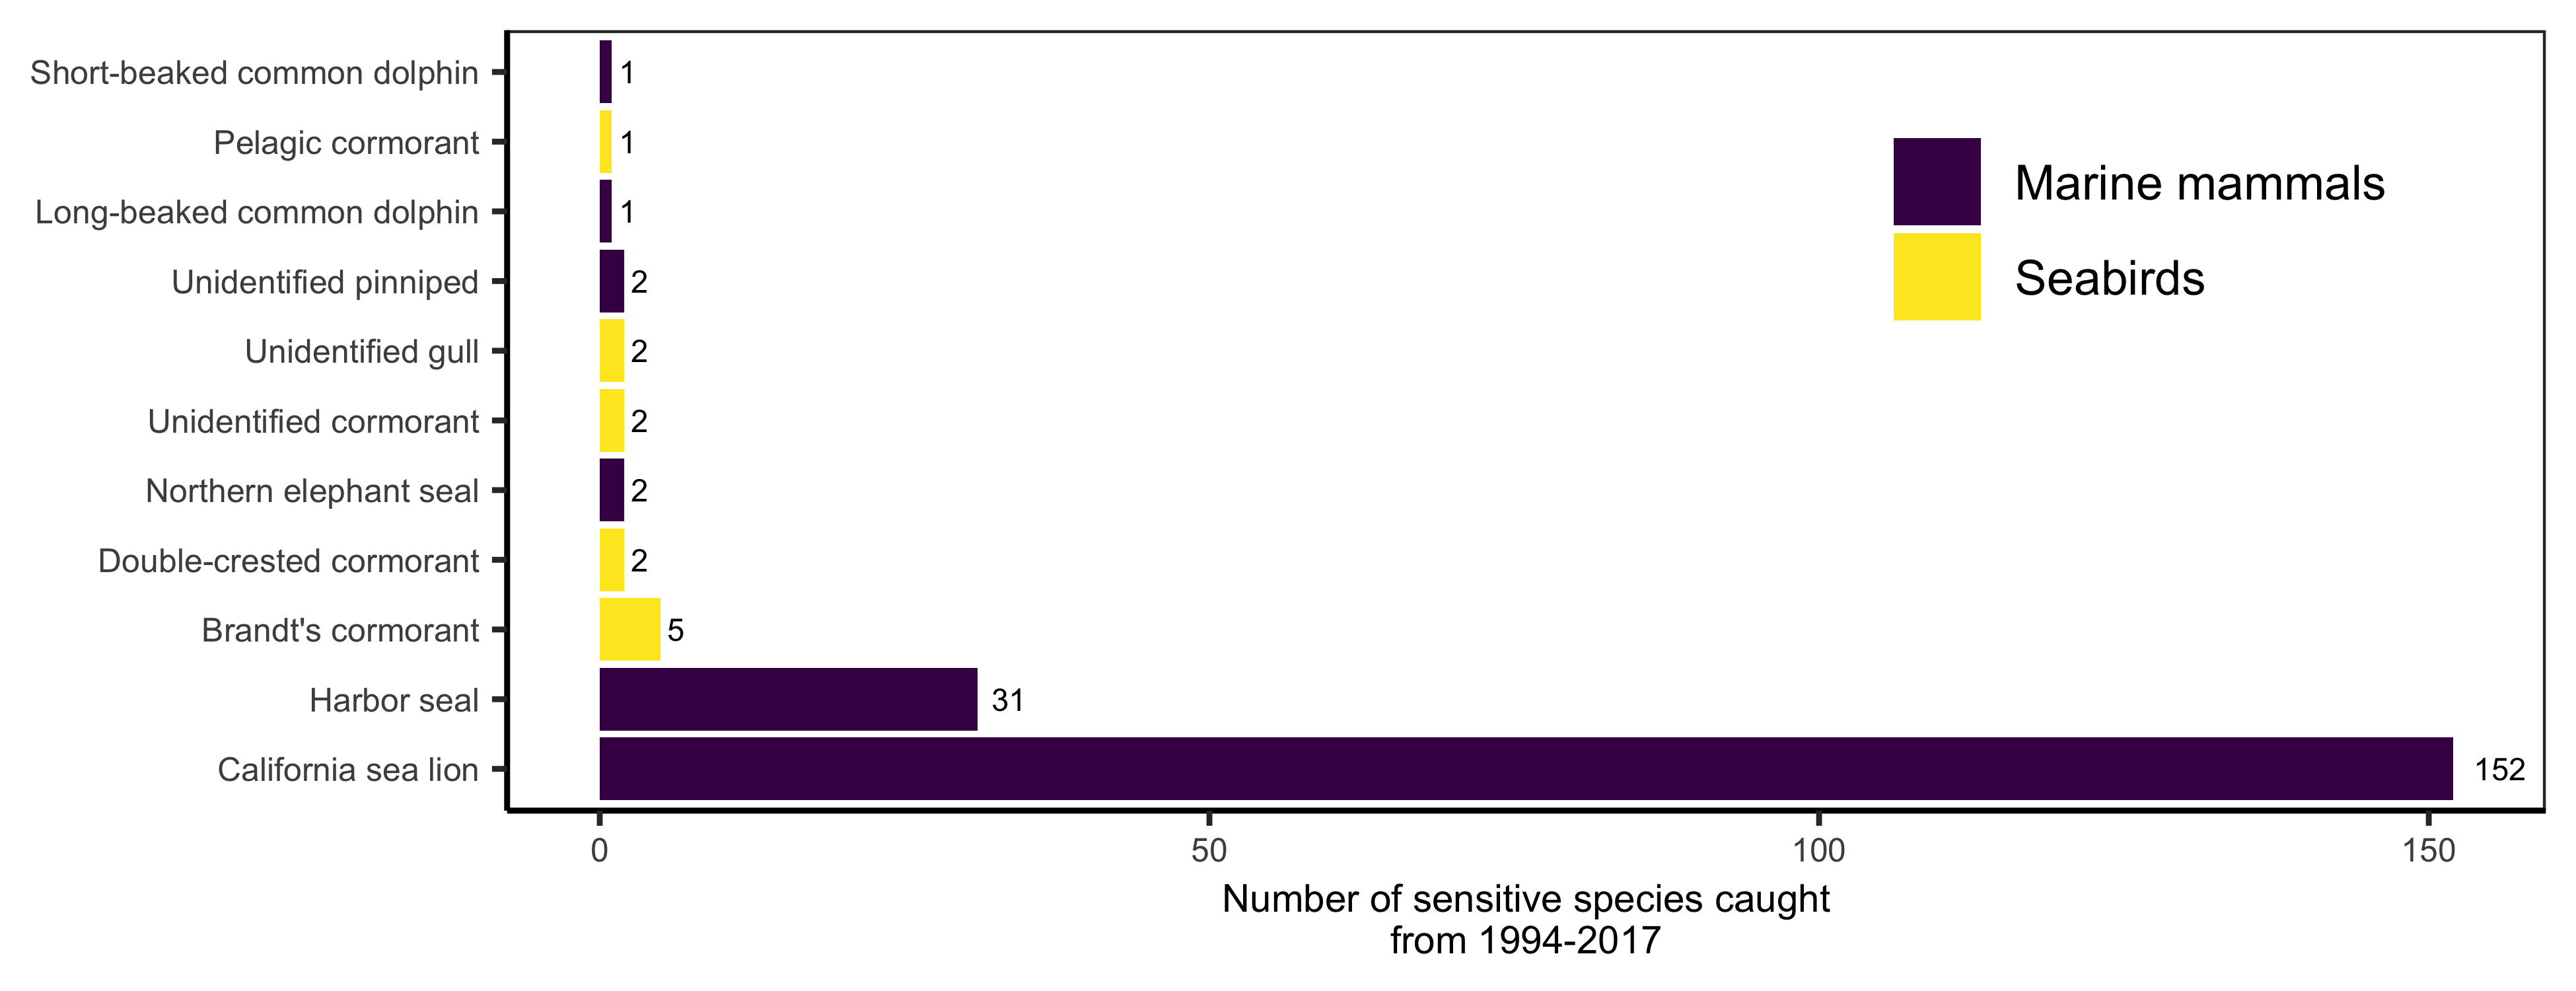 Short-beaked common dolphin 1
Pelagic cormorant 1
Long-beaked common dolphin 1
Unidentified pinniped 2
Unidentified gull 2
Unidentified cormorant 2
Northern elephant seal 2
Double-crested cormorant 2
Brandt's cormorant 5
Harbor seal 31
California sea lion 152
Marine mammals
Seabirds
0 50 100 150
Number of sensitive species caught
from 1994-2017